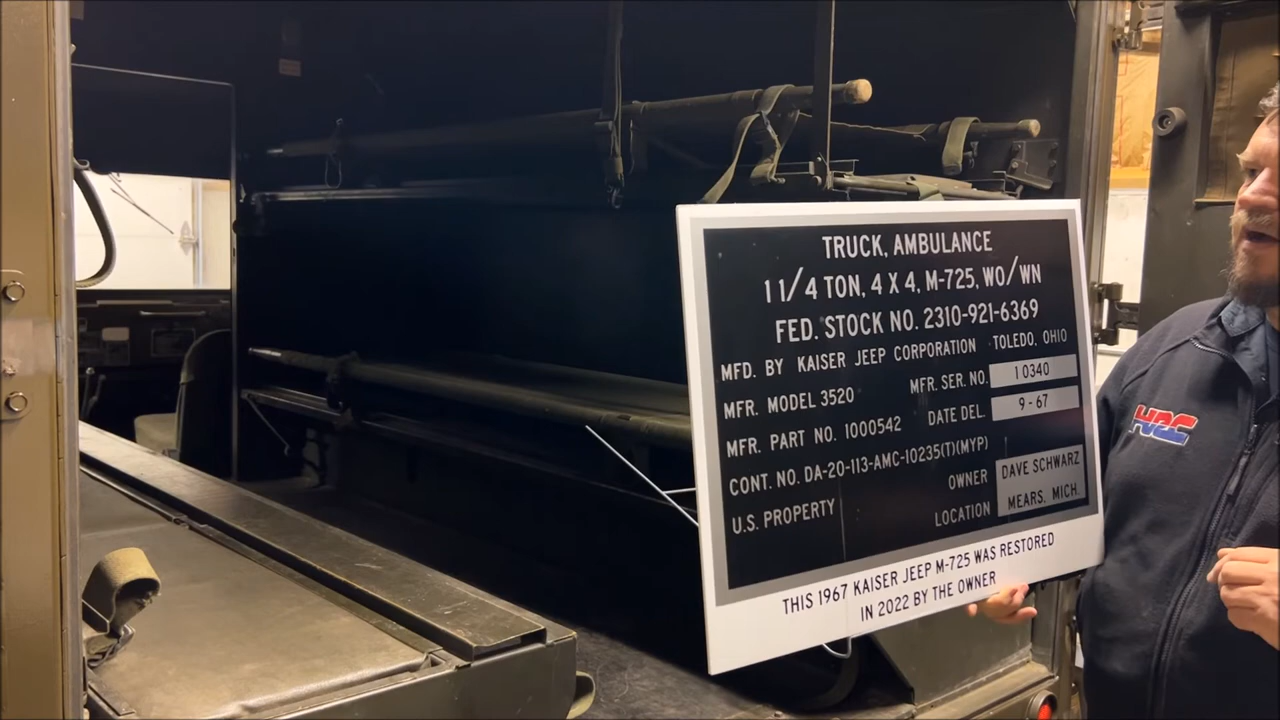 TRUCK, AMBULANCE
1 1/4 TON, 4 X 4, M-725, WO/WN
FED. STOCK NO. 2310-921-6369
MFD. BY KAISER JEEP CORPORATION TOLEDO, OHIO
MFR. MODEL 3520 MFR. SER. NO. 10340
MFR. PART NO. 1000542 DATE DEL. 9-67
CONT. NO. DA-20-113-AMC-10235(T)(MYP)
OWNER DAVE SCHWARZ
U.S. PROPERTY LOCATION MEARS, MICH.
THIS 1967 KAISER JEEP M-725 WAS RESTORED
IN 2022 BY THE OWNER
HRC